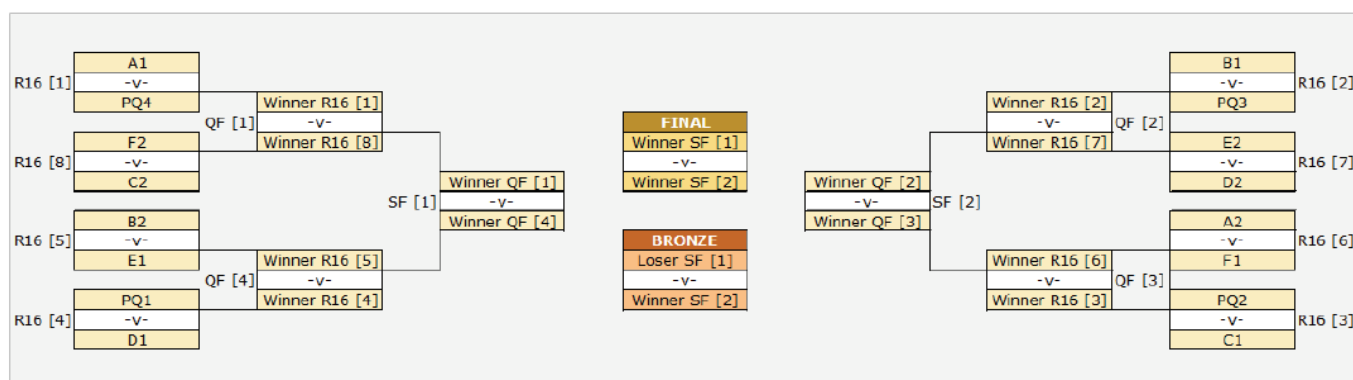 A1
R16 [1]
-v-
PQ4
Winner R16 [1]
QF [1]
-v-
F2
Winner R16 [8]
R16 [8]
-v-
C2
Winner QF [1]
SF [1]
-v-
B2
Winner QF [4]
R16 [5]
-v-
E1
Winner R16 [5]
QF [4]
-v-
PQ1
Winner R16 [4]
R16 [4]
-v-
D1
FINAL
Winner SF [1]
-v-
Winner SF [2]
BRONZE
Loser SF [1]
-v-
Winner SF [2]
B1
-v-
R16 [2]
Winner R16 [2]
PQ3
-v-
QF [2]
Winner R16 [7]
E2
-v-
R16 [7]
Winner QF [2]
D2
-v-
SF [2]
Winner QF [3]
A2
-v-
R16 [6]
Winner R16 [6]
F1
-v-
QF [3]
Winner R16 [3]
PQ2
-v-
R16 [3]
C1